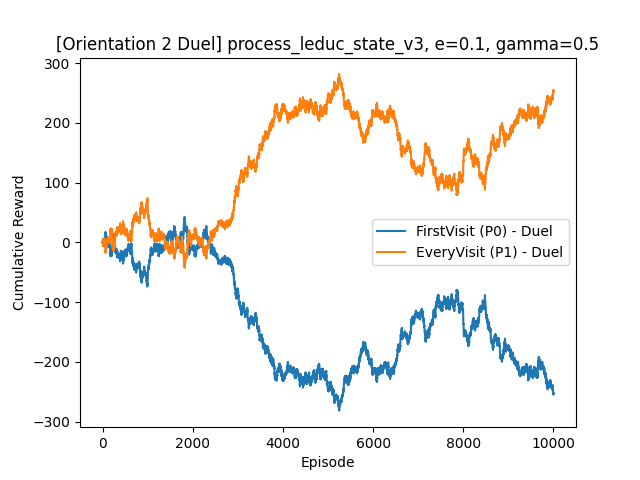 [Orientation 2 Duel] process_leduc_state_v3, e=0.1, gamma=0.5
300
200
100
0
−100
−200
−300
Cumulative Reward
FirstVisit (P0) - Duel
EveryVisit (P1) - Duel
0 2000 4000 6000 8000 10000
Episode